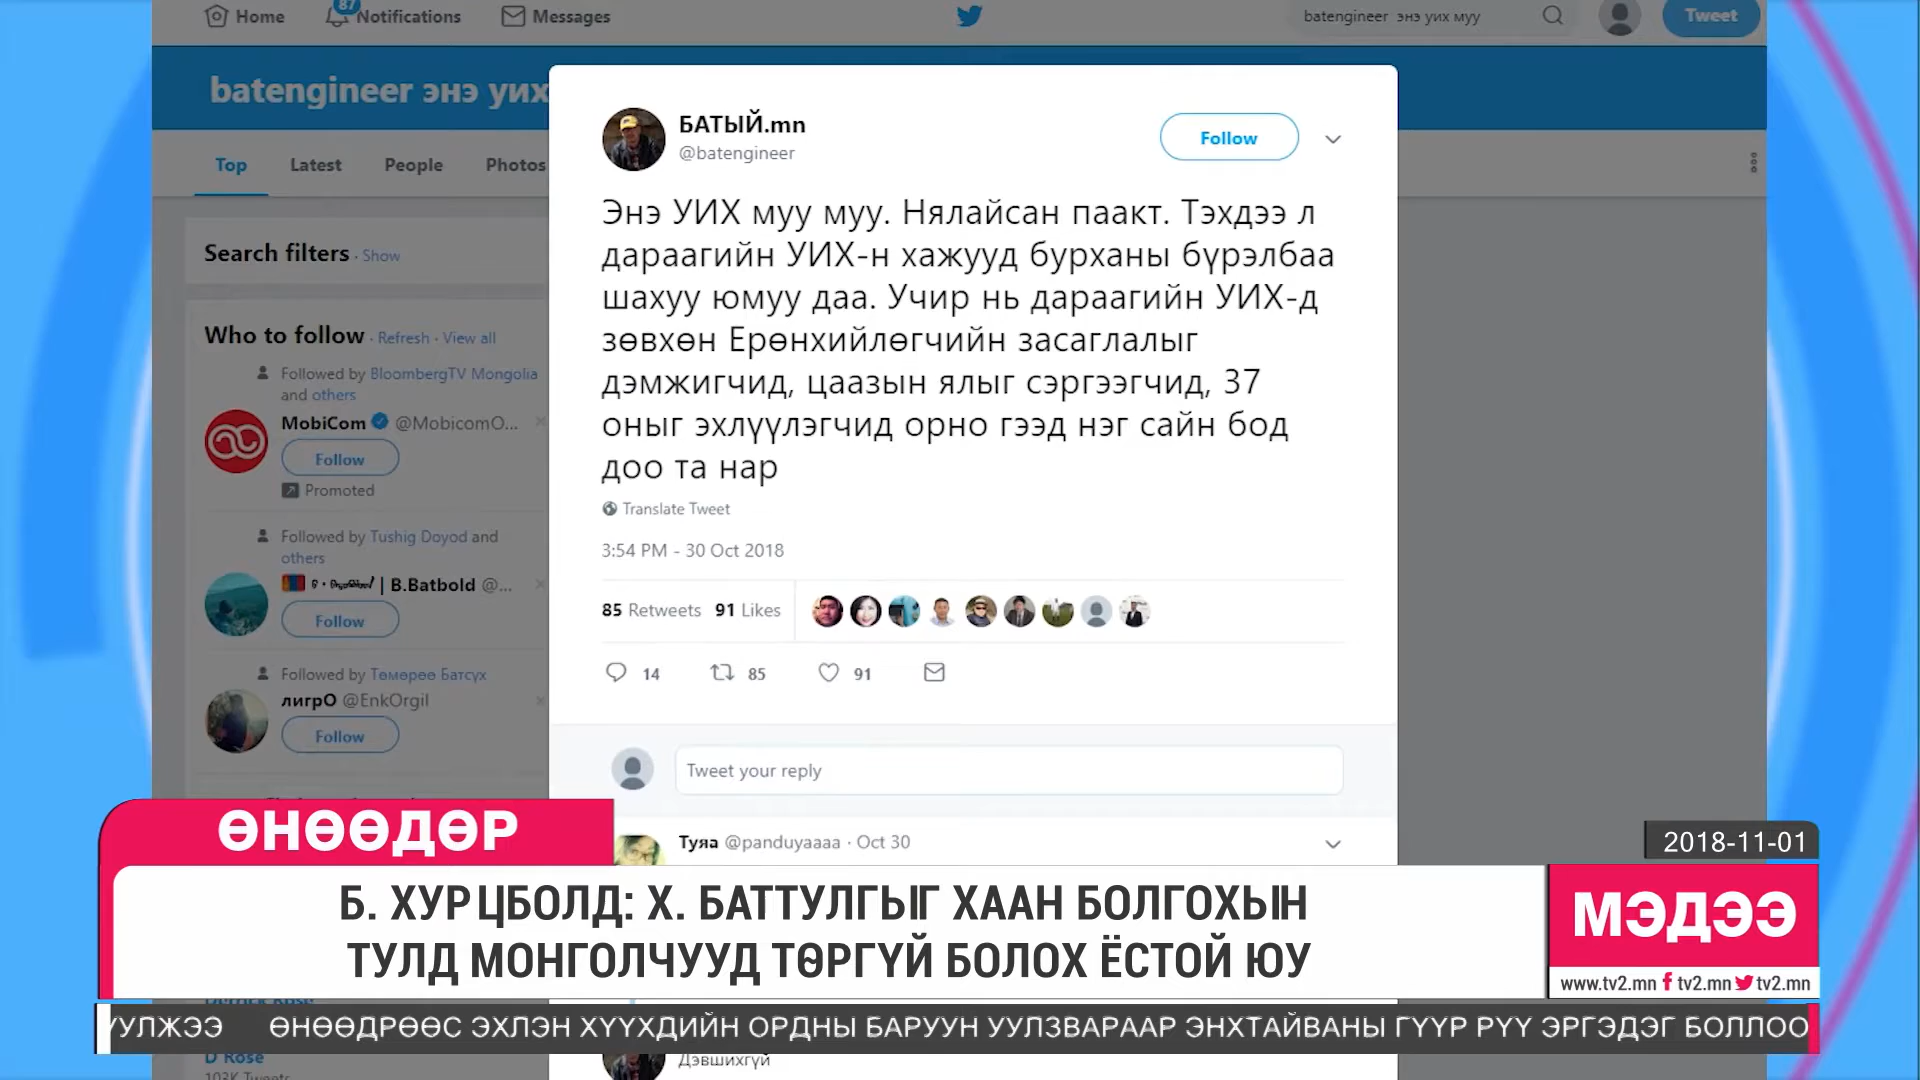 Home
87
Notifications
Messages
batengineer энэ уих муу
Tweet
batengineer энэ уих
Top
Latest
People
Photos
Search filters · Show
Who to follow · Refresh · View all
Followed by BloombergTV Mongolia
and others
MobiCom @MobicomO...
Follow
Promoted
Followed by Tushig Doyod and
others
| B.Batbold @...
Follow
Followed by Төмөрөө Батсүх
лигрО @EnkOrgil
Follow
БАТЫЙ.mn
@batengineer
Follow
Энэ УИХ муу муу. Нялайсан паакт. Тэхдээ л
дараагийн УИХ-н хажууд бурханы бүрэлбаа
шахуу юмуу даа. Учир нь дараагийн УИХ-д
зөвхөн Ерөнхийлөгчийн засаглалыг
дэмжигчид, цаазын ялыг сэргээгчид, 37
оныг эхлүүлэгчид орно гээд нэг сайн бод
доо та нар
Translate Tweet
3:54 PM - 30 Oct 2018
85 Retweets 91 Likes
14 85 91
Tweet your reply
Туяа @panduyaaaa · Oct 30
ӨНӨӨДӨР
2018-11-01
Б. ХУРЦБОЛД: Х. БАТТУЛГЫГ ХААН БОЛГОХЫН
ТУЛД МОНГОЛЧУУД ТӨРГҮЙ БОЛОХ ЁСТОЙ ЮУ
МЭДЭЭ
www.tv2.mn f tv2.mn tv2.mn
УУЛЖЭЭ ӨНӨӨДРӨӨС ЭХЛЭН ХҮҮХДИЙН ОРДНЫ БАРУУН УУЛЗВАРААР ЭНХТАЙВАНЫ ГҮҮР РҮҮ ЭРГЭДЭГ БОЛЛОО
D Rose
103K Tweets
Дэвшихгүй